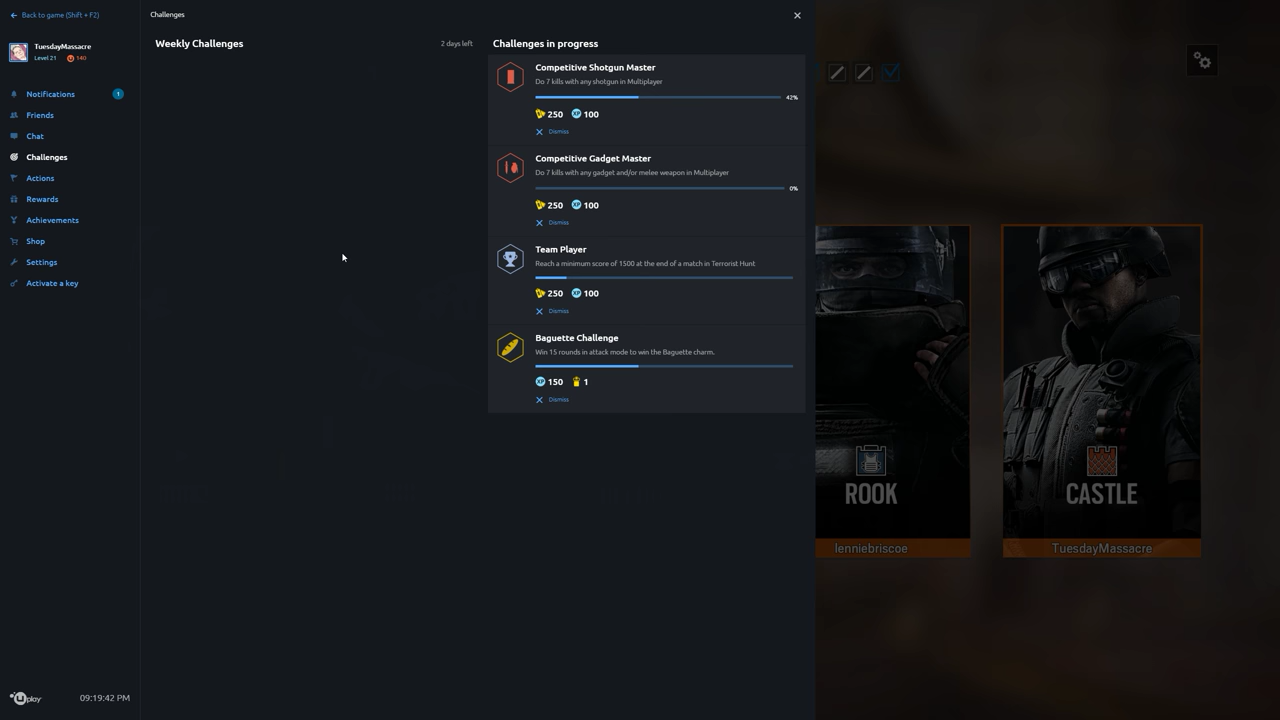 Back to game (Shift + F2)
TuesdayMassacre
Level 21 140
Notifications 1
Friends
Chat
Challenges
Actions
Rewards
Achievements
Shop
Settings
Activate a key
uplay 09:19:42 PM
Challenges
Weekly Challenges 2 days left
Challenges in progress
Competitive Shotgun Master
Do 7 kills with any shotgun in Multiplayer
42%
250 XP 100
Dismiss
Competitive Gadget Master
Do 7 kills with any gadget and/or melee weapon in Multiplayer
0%
250 XP 100
Dismiss
Team Player
Reach a minimum score of 1500 at the end of a match in Terrorist Hunt
250 XP 100
Dismiss
Baguette Challenge
Win 15 rounds in attack mode to win the Baguette charm.
XP 150 1
Dismiss
ROOK
lenniebriscoe
CASTLE
TuesdayMassacre